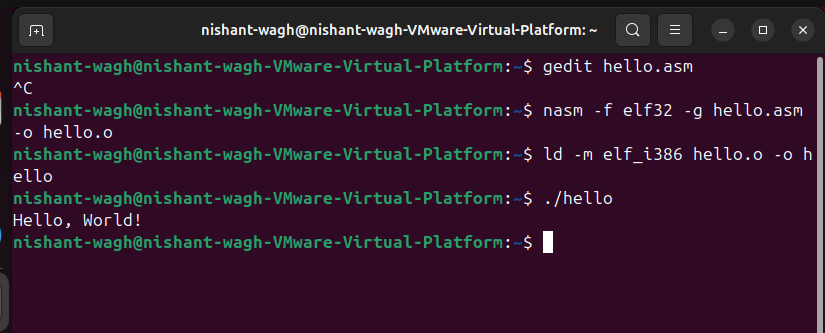 nishant-wagh@nishant-wagh-VMware-Virtual-Platform: ~
nishant-wagh@nishant-wagh-VMware-Virtual-Platform:~$ gedit hello.asm
^C
nishant-wagh@nishant-wagh-VMware-Virtual-Platform:~$ nasm -f elf32 -g hello.asm
-o hello.o
nishant-wagh@nishant-wagh-VMware-Virtual-Platform:~$ ld -m elf_i386 hello.o -o h
ello
nishant-wagh@nishant-wagh-VMware-Virtual-Platform:~$ ./hello
Hello, World!
nishant-wagh@nishant-wagh-VMware-Virtual-Platform:~$